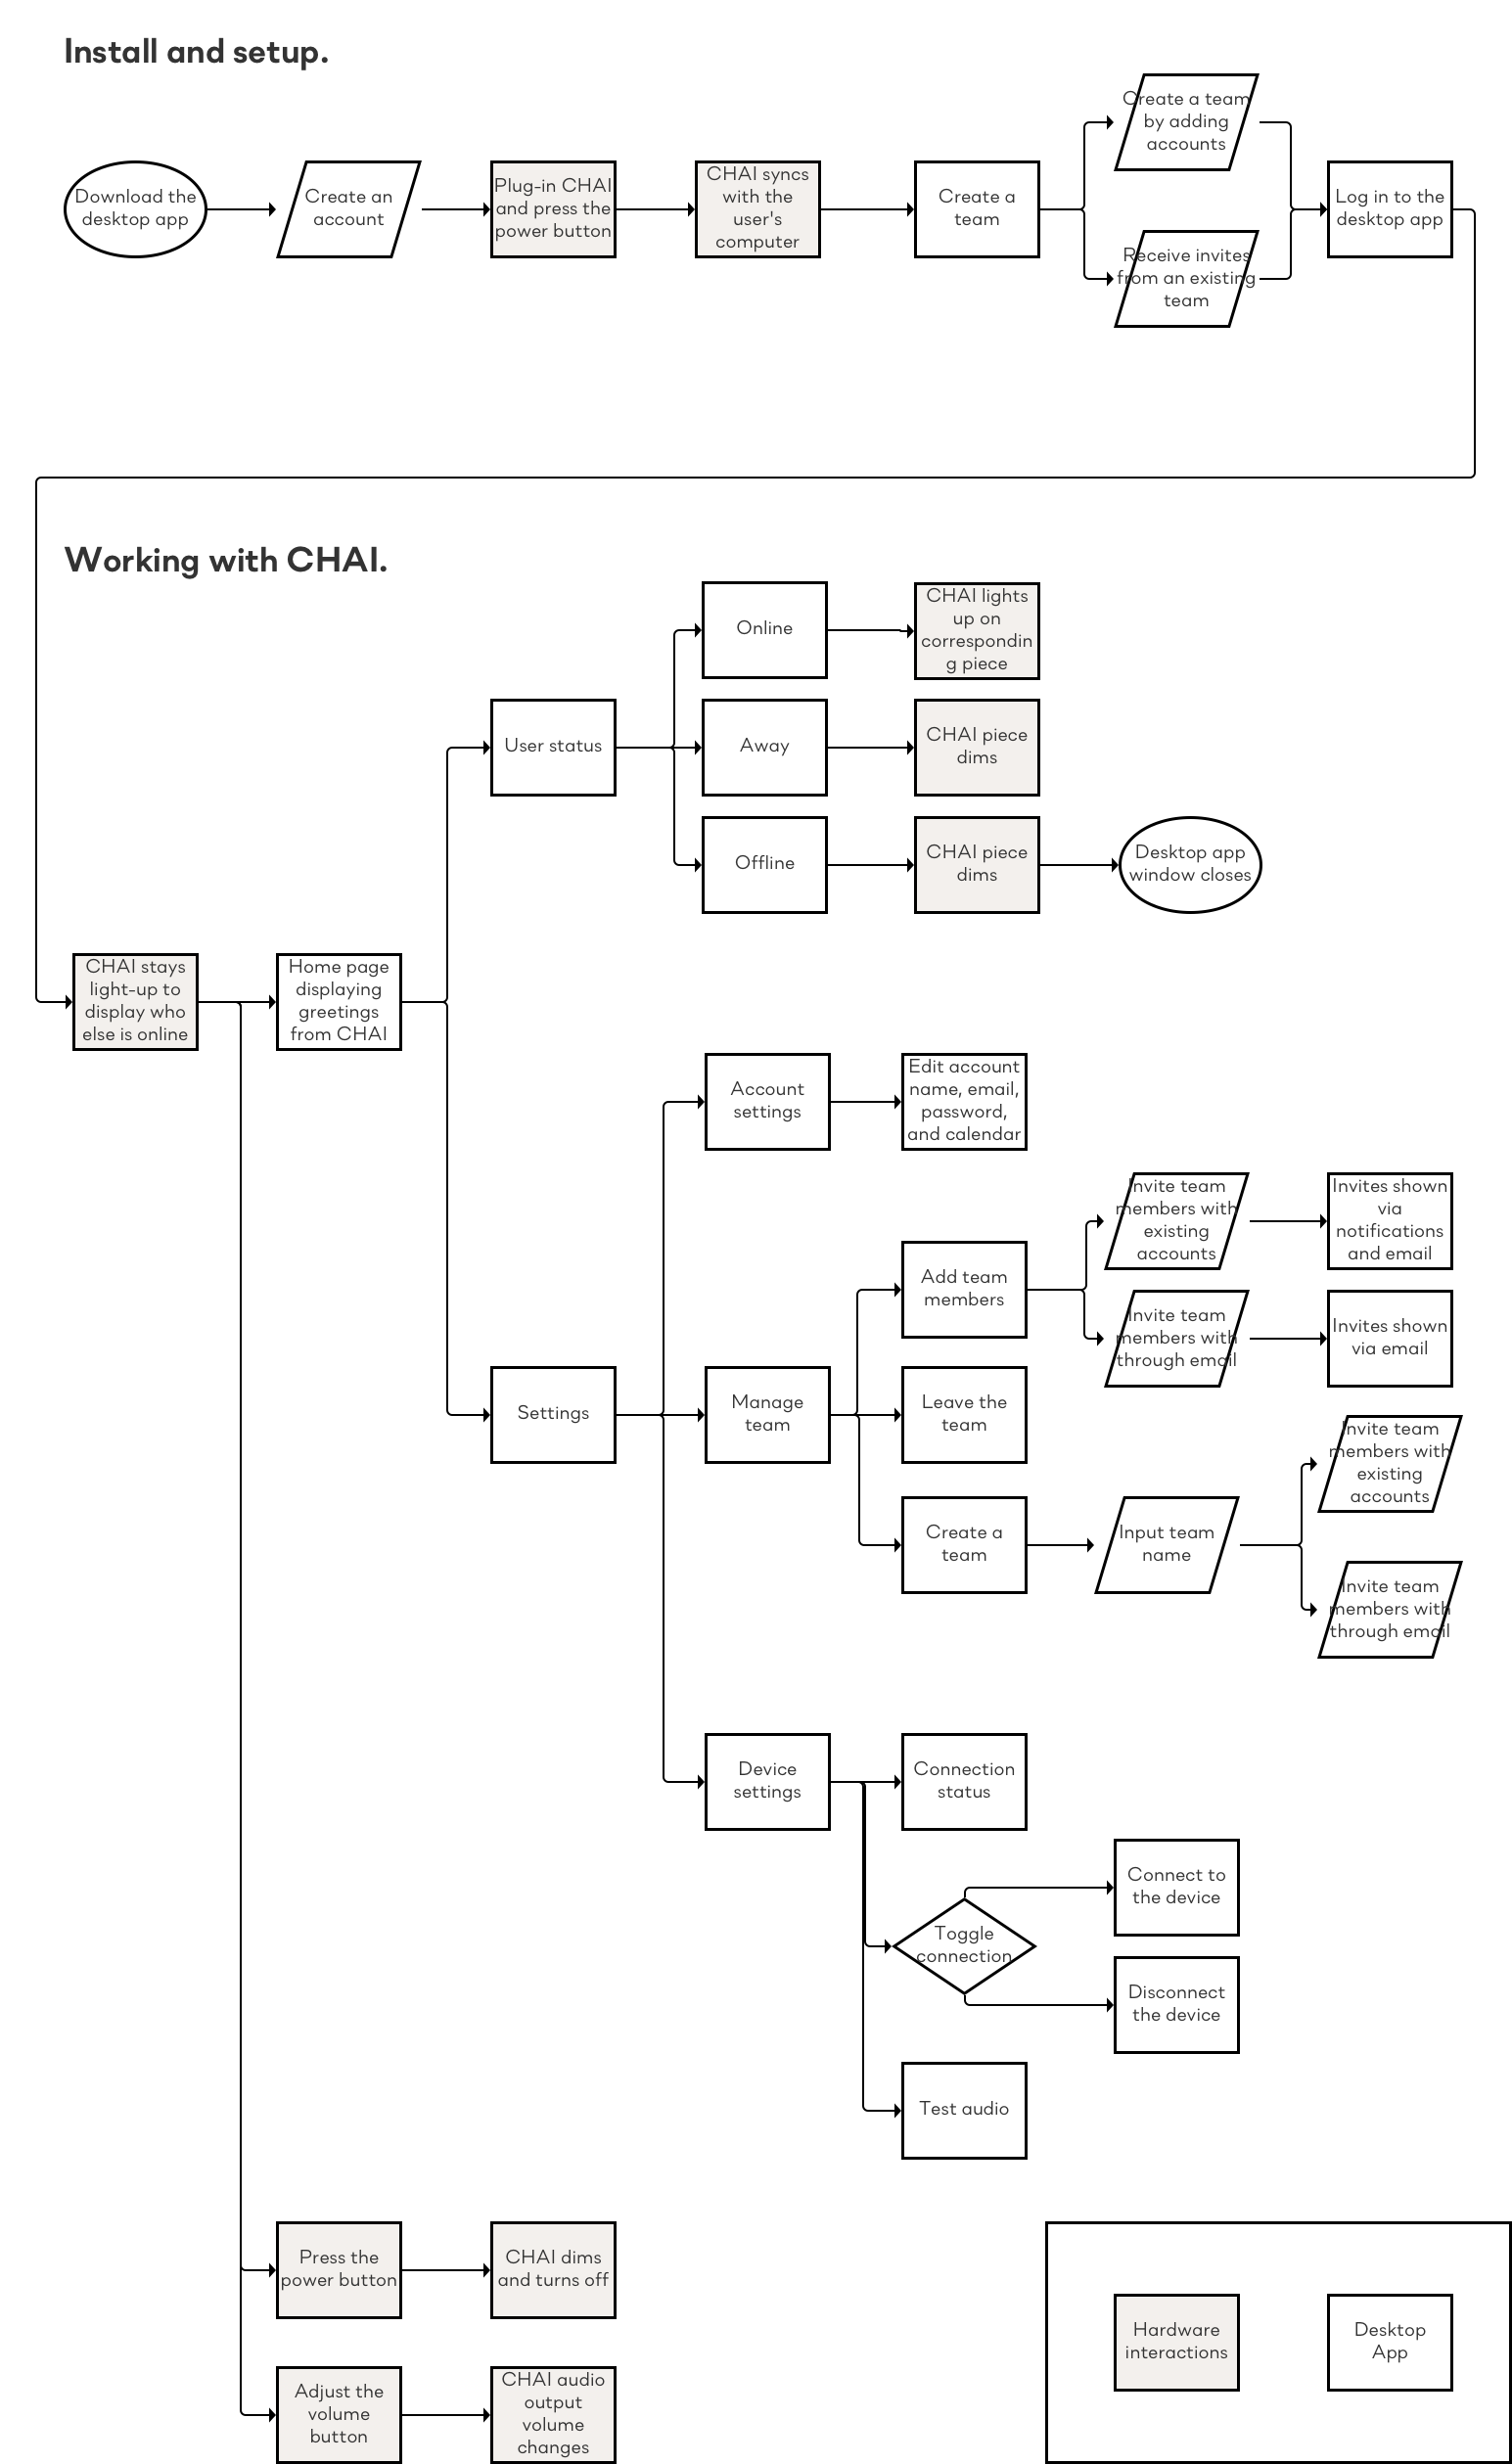 Install and setup.
Download the
desktop app
Create an
account
Plug-in CHAI
and press the
power button
CHAI syncs
with the
user's
computer
Create a
team
Create a team
by adding
accounts
Receive invites
from an existing
team
Log in to the
desktop app
Working with CHAI.
CHAI stays
light-up to
display who
else is online
Home page
displaying
greetings
from CHAI
User status
Online
CHAI lights
up on
correspondin
g piece
Away
CHAI piece
dims
Offline
CHAI piece
dims
Desktop app
window closes
Settings
Account
settings
Edit account
name, email,
password,
and calendar
Manage
team
Add team
members
Invite team
members with
existing
accounts
Invites shown
via
notifications
and email
Invite team
members with
through email
Invites shown
via email
Leave the
team
Create a
team
Input team
name
Invite team
members with
existing
accounts
Invite team
members with
through email
Device
settings
Connection
status
Toggle
connection
Connect to
the device
Disconnect
the device
Test audio
Press the
power button
CHAI dims
and turns off
Adjust the
volume
button
CHAI audio
output
volume
changes
Hardware
interactions
Desktop
App